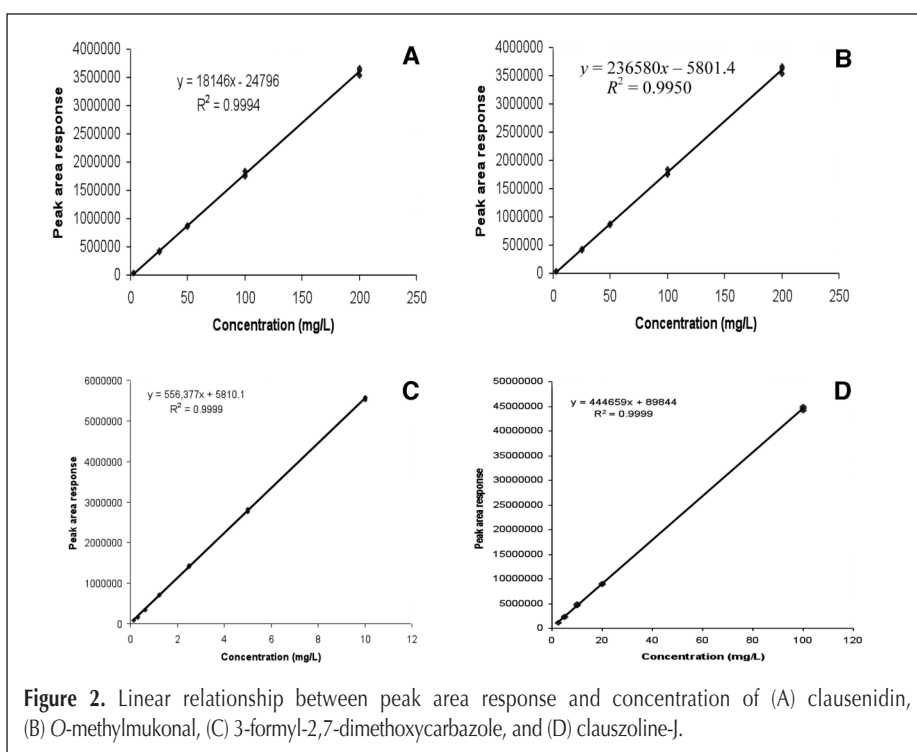 A
4000000
3500000
3000000
2500000
2000000
1500000
1000000
500000
0
Peak area response
y = 18146x - 24796
R² = 0.9994
0 50 100 150 200 250
Concentration (mg/L)
B
4000000
3500000
3000000
2500000
2000000
1500000
1000000
500000
0
Peak area response
y = 236580x – 5801.4
R² = 0.9950
0 50 100 150 200 250
Concentration (mg/L)
C
6000000
5000000
4000000
3000000
2000000
1000000
0
Peak area response
y = 556,377x + 5810.1
R² = 0.9999
0 2 4 6 8 10 12
Concentration (mg/L)
D
50000000
45000000
40000000
35000000
30000000
25000000
20000000
15000000
10000000
5000000
0
Peak area response
y = 444659x + 89844
R² = 0.9999
0 20 40 60 80 100 120
Concentration (mg/L)
Figure 2. Linear relationship between peak area response and concentration of (A) clausenidin,
(B) O-methylmukonal, (C) 3-formyl-2,7-dimethoxycarbazole, and (D) clauszoline-J.